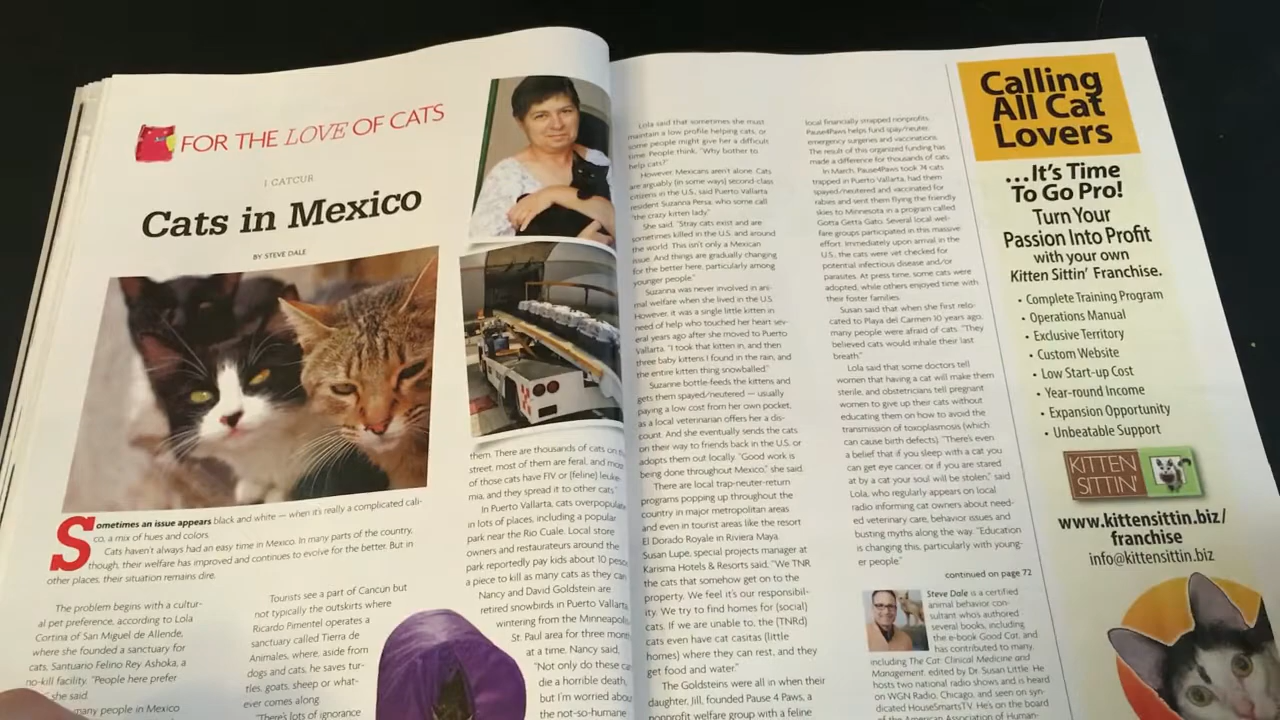 FOR THE LOVE OF CATS
CATCUR
Cats in Mexico
BY STEVE DALE
Sometimes an issue appears black and white — when it's really a complicated cali-
co, a mix of hues and colors.
Cats haven't always had an easy time in Mexico. In many parts of the country,
though, their welfare has improved and continues to evolve for the better. But in
other places, their situation remains dire.
The problem begins with a cultur-
al pet preference, according to Lola
Cortina of San Miguel de Allende,
where she founded a sanctuary for
cats, Santuario Felino Rey Ashoka, a
no-kill facility. "People here prefer
she said.
many people in Mexico
Tourists see a part of Cancún but
not typically the outskirts where
Ricardo Pimentel operates a
sanctuary called Tierra de
Animales, where, aside from
dogs and cats, he saves tur-
tles, goats, sheep or what-
ever comes along.
"There's lots of ignorance
them. There are thousands of cats on
street, most of them are feral, and
of those cats have FIV or (feline) leuke-
mia, and they spread it to other cats
In Puerto Vallarta, cats overpopula
in lots of places, including a popular
park near the Rio Cuale. Local store
owners and restaurateurs around the
park reportedly pay kids about 10 peso
a piece to kill as many cats as they can
Nancy and David Goldstein are
retired snowbirds in Puerto Vallarta
wintering from the Minneapolis
St. Paul area for three month
at a time. Nancy said,
"Not only do these ca
die a horrible death,
but I'm worried about
the not-so-humane
Lola said that sometimes she must
maintain a low profile helping cats, or
some people might give her a difficult
time. People think, "Why bother to
help cats?"
However, Mexicans aren't alone. Cats
are arguably (in some ways) second-class
citizens in the U.S., said Puerto Vallarta
resident Suzanna Persa, who some call
"the crazy kitten lady"
She said. "Stray cats exist and are
sometimes killed in the U.S. and around
the world. This isn't only a Mexican
issue. And things are gradually changing
for the better here, particularly among
younger people."
Suzanna was never involved in ani-
mal welfare when she lived in the U.S.
However, it was a single little kitten in
need of help who touched her heart sev-
eral years ago after she moved to Puerto
Vallarta. "I took that kitten in, and then
three baby kittens I found in the rain, and
the entire kitten thing snowballed."
Suzanne bottle-feeds the kittens and
gets them spayed/neutered — usually
paying a low cost from her own pocket,
as a local veterinarian offers her a dis-
count. And she eventually sends the cats
on their way to friends back in the U.S. or
adopts them out locally. "Good work is
being done throughout Mexico," she said.
There are local trap-neuter-return
programs popping up throughout the
country in major metropolitan areas
and even in tourist areas like the resort
El Dorado Royale in Riviera Maya.
Susan Lupe, special projects manager at
Karisma Hotels & Resorts said, "We TNR
the cats that somehow get on to the
property. We feel it's our responsibil-
ity. We try to find homes for (social)
cats. If we are unable to, the (TNRd)
cats even have cat casitas (little
homes) where they can rest, and they
get food and water."
The Goldsteins were all in when their
daughter, Jill, founded Pause 4 Paws, a
nonprofit welfare group with a feline
local financially strapped nonprofits.
Pause4Paws helps fund spay/neuter,
emergency surgeries and vaccinations.
The result of this organized funding has
made a difference for thousands of cats.
In March, Pause4Paws took 74 cats
trapped in Puerto Vallarta, had them
spayed/neutered and vaccinated for
rabies and sent them flying the friendly
skies to Minnesota in a program called
Gotta Getta Gato. Several local wel-
fare groups participated in this massive
effort. Immediately upon arrival in the
U.S., the cats were vet checked for
potential infectious disease and/or
parasites. At press time, some cats were
adopted, while others enjoyed time with
their foster families.
Susan said that when she first relo-
cated to Playa del Carmen 10 years ago,
many people were afraid of cats. "They
believed cats would inhale their last
breath."
Lola said that some doctors tell
women that having a cat will make them
sterile, and obstetricians tell pregnant
women to give up their cats without
educating them on how to avoid the
transmission of toxoplasmosis (which
can cause birth defects). "There's even
a belief that if you sleep with a cat you
can get eye cancer, or if you are stared
at by a cat your soul will be stolen," said
Lola, who regularly appears on local
radio informing cat owners about need-
ed veterinary care, behavior issues and
busting myths along the way. "Education
is changing this, particularly with young-
er people."
continued on page 72
Steve Dale is a certified
animal behavior con-
sultant who's authored
several books, including
the e-book Good Cat, and
has contributed to many,
including The Cat: Clinical Medicine and
Management, edited by Dr. Susan Little. He
hosts two national radio shows and is heard
on WGN Radio, Chicago, and seen on syn-
dicated HouseSmartsTV. He's on the board
of the American Association of Human-
Calling
All Cat
Lovers
...It's Time
To Go Pro!
Turn Your
Passion Into Profit
with your own
Kitten Sittin' Franchise.
• Complete Training Program
• Operations Manual
• Exclusive Territory
• Custom Website
• Low Start-up Cost
• Year-round Income
• Expansion Opportunity
• Unbeatable Support
KITTEN
SITTIN'
www.kittensittin.biz/
franchise
info@kittensittin.biz